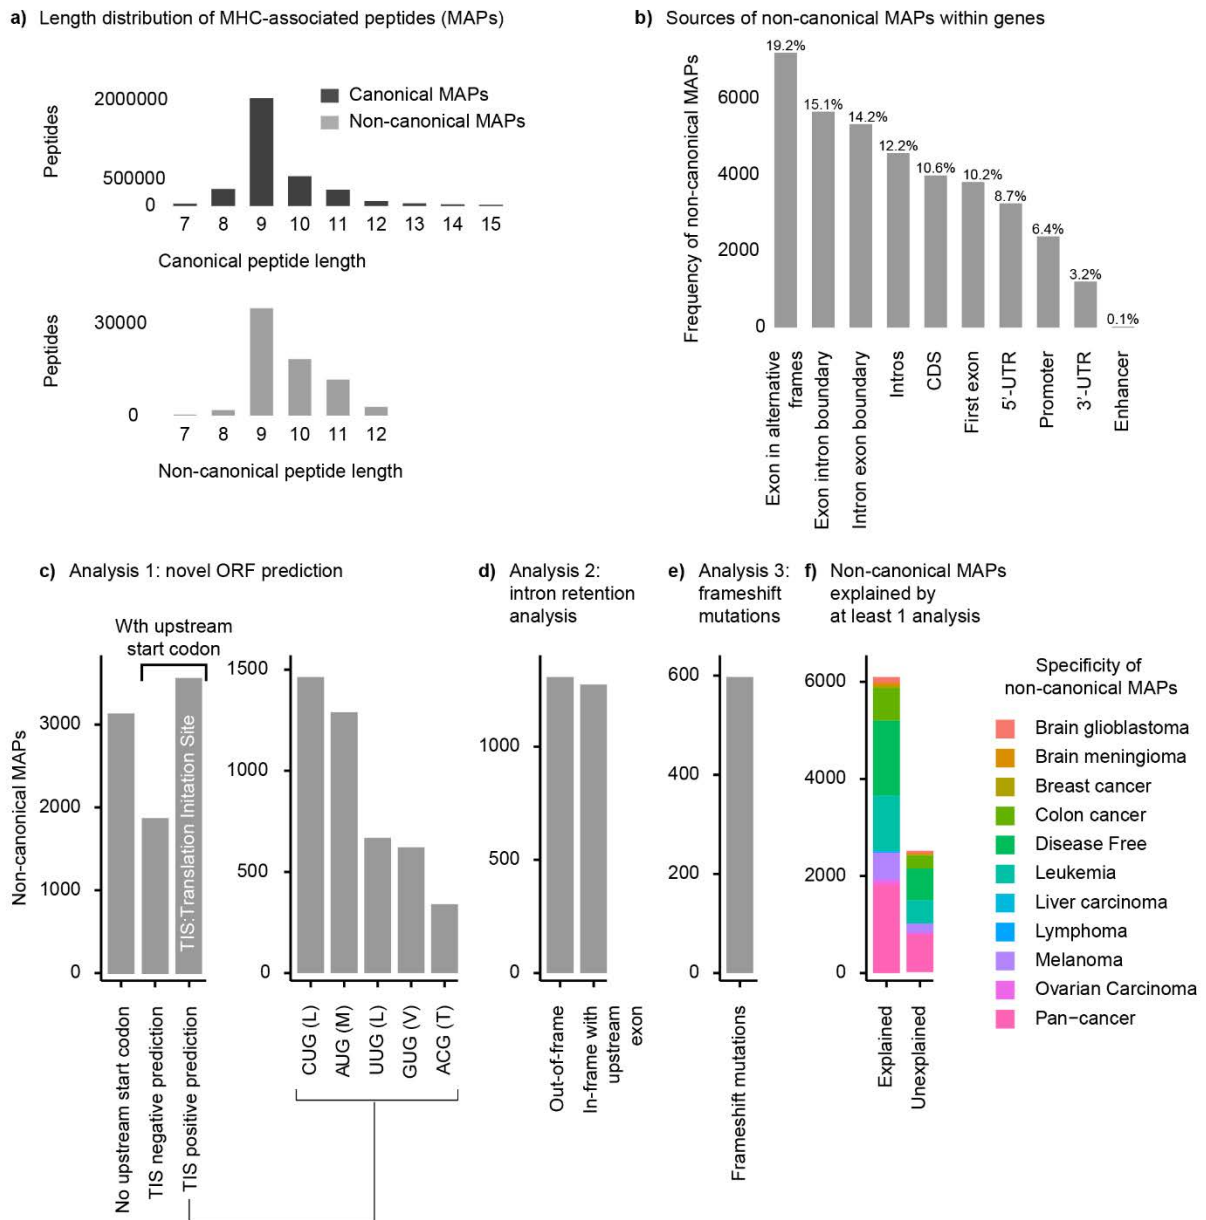 a) Length distribution of MHC-associated peptides (MAPs)
Peptides
2000000
500000
0
Canonical MAPs
Non-canonical MAPs
7 8 9 10 11 12 13 14 15
Canonical peptide length
Peptides
30000
0
7 8 9 10 11 12
Non-canonical peptide length
b) Sources of non-canonical MAPs within genes
Frequency of non-canonical MAPs
6000
4000
2000
0
19.2%
15.1%
14.2%
12.2%
10.6%
10.2%
8.7%
6.4%
3.2%
0.1%
Exon in alternative
frames
Exon intron boundary
Intron exon boundary
Intros
CDS
First exon
5'-UTR
Promoter
3'-UTR
Enhancer
c) Analysis 1: novel ORF prediction
Wth upstream
start codon
Non-canonical MAPs
3000
2000
1000
0
TIS:Translation Initation Site
No upstream start codon
TIS negative prediction
TIS positive prediction
1500
1000
500
0
CUG (L)
AUG (M)
UUG (L)
GUG (V)
ACG (T)
d) Analysis 2:
intron retention
analysis
1000
500
0
Out-of-frame
In-frame with
upstream
exon
e) Analysis 3:
frameshift
mutations
600
400
200
0
Frameshift mutations
f) Non-canonical MAPs
explained by
at least 1 analysis
6000
4000
2000
0
Explained
Unexplained
Specificity of
non-canonical MAPs
Brain glioblastoma
Brain meningioma
Breast cancer
Colon cancer
Disease Free
Leukemia
Liver carcinoma
Lymphoma
Melanoma
Ovarian Carcinoma
Pan−cancer